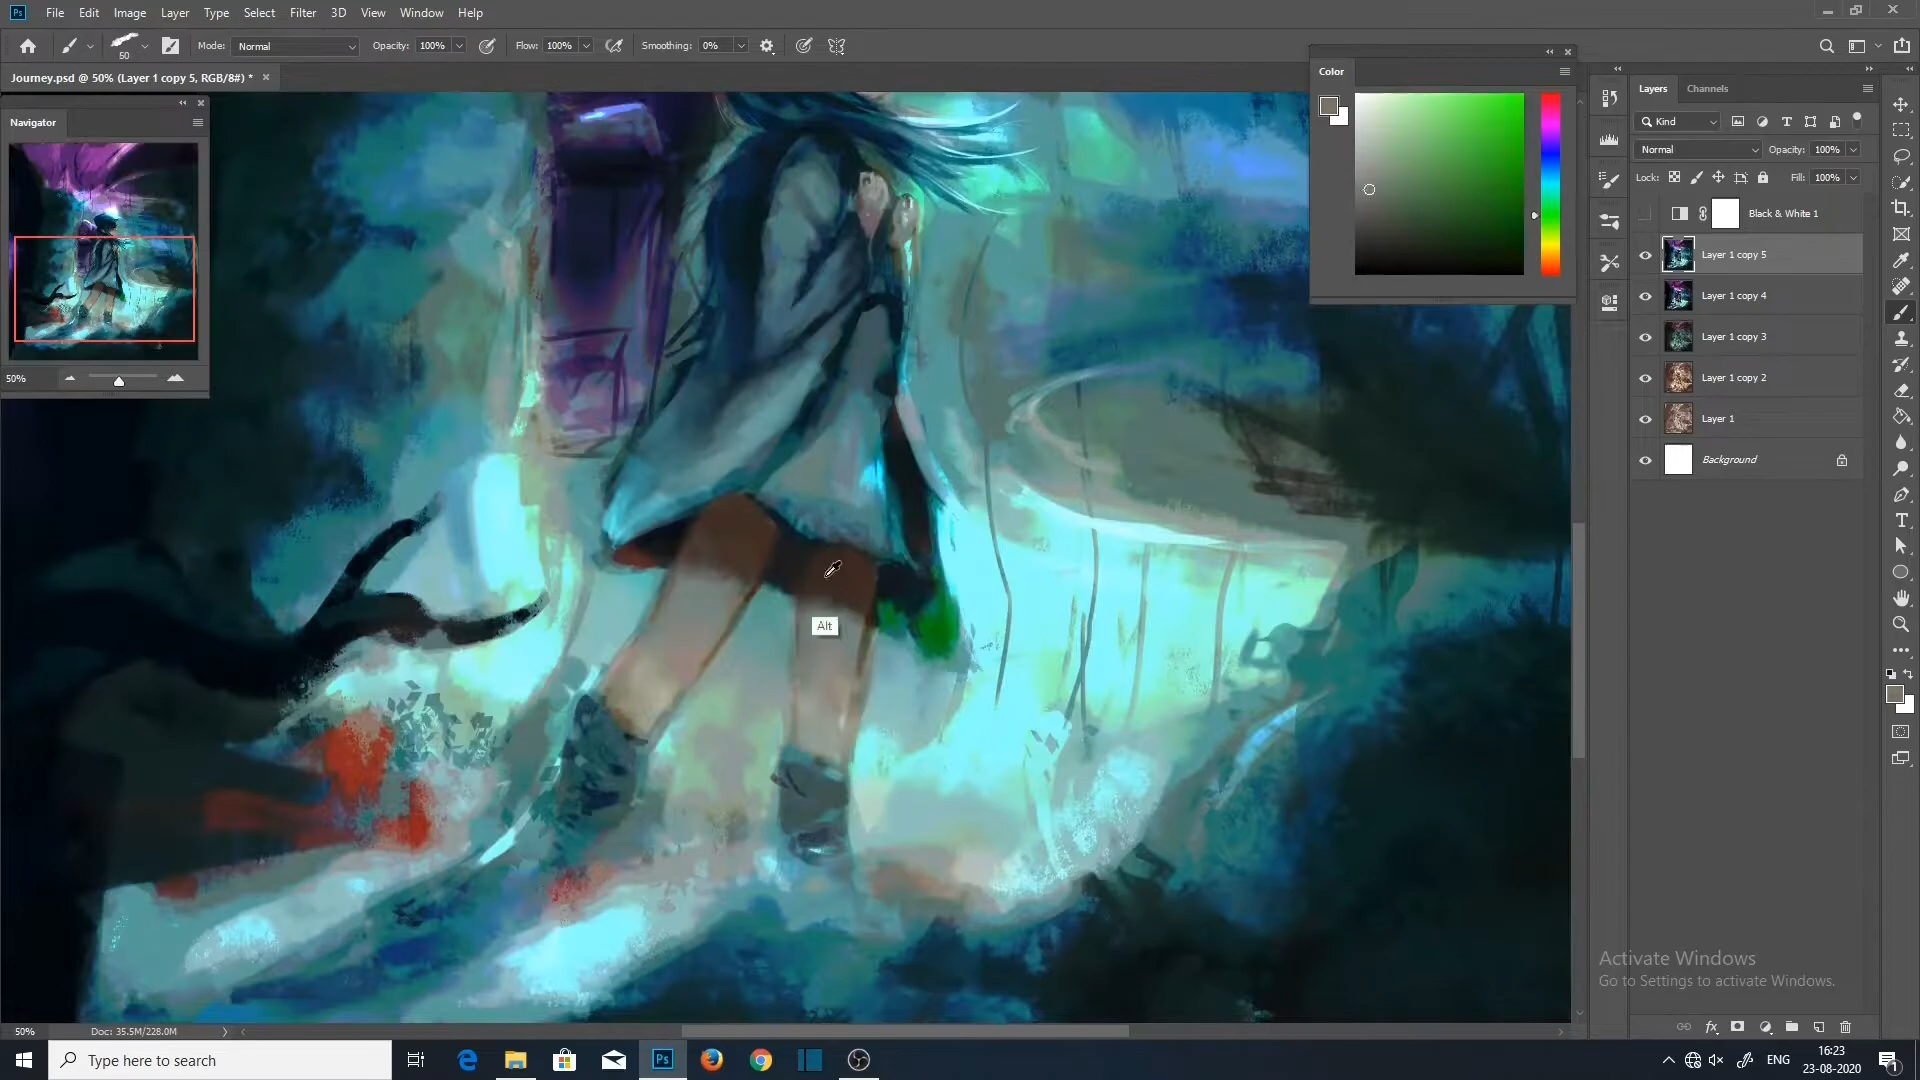 Ps File Edit Image Layer Type Select Filter 3D View Window Help
50 Mode: Normal Opacity: 100% Flow: 100% Smoothing: 0%
Journey.psd @ 50% (Layer 1 copy 5, RGB/8#) *
Navigator
50%
Color
Layers Channels
Kind
Normal Opacity: 100%
Lock: Fill: 100%
Black & White 1
Layer 1 copy 5
Layer 1 copy 4
Layer 1 copy 3
Layer 1 copy 2
Layer 1
Background
Alt
Activate Windows
Go to Settings to activate Windows.
50% Doc: 35.5M/228.0M
Type here to search
Ps
ENG
16:23
23-08-2020
1